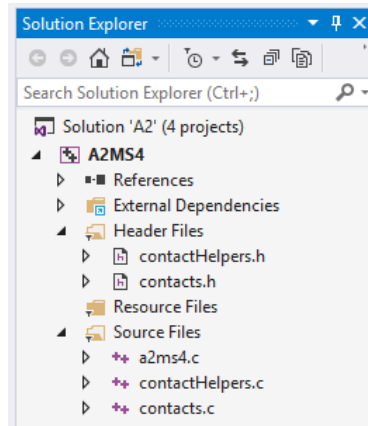 Solution Explorer
Search Solution Explorer (Ctrl+;)
Solution 'A2' (4 projects)
A2MS4
References
External Dependencies
Header Files
contactHelpers.h
contacts.h
Resource Files
Source Files
a2ms4.c
contactHelpers.c
contacts.c